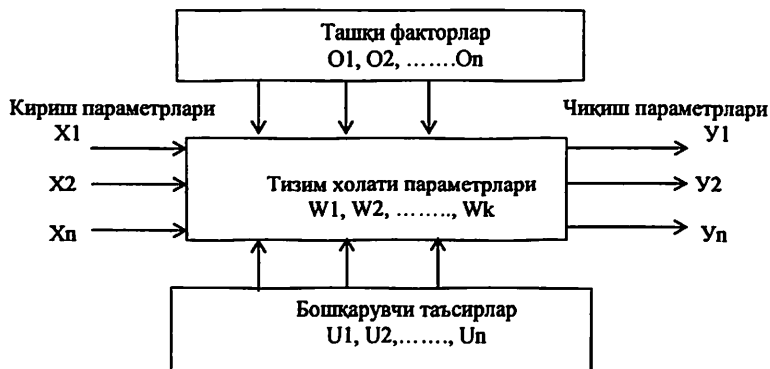 Ташқи факторлар
O1, O2, …….On
Кириш параметрлари
Чиқиш параметрлари
X1
У1
Тизим холати параметрлари
X2
У2
W1, W2, …….., Wk
Xn
Уn
Бошқарувчи таъсирлар
U1, U2,……., Un